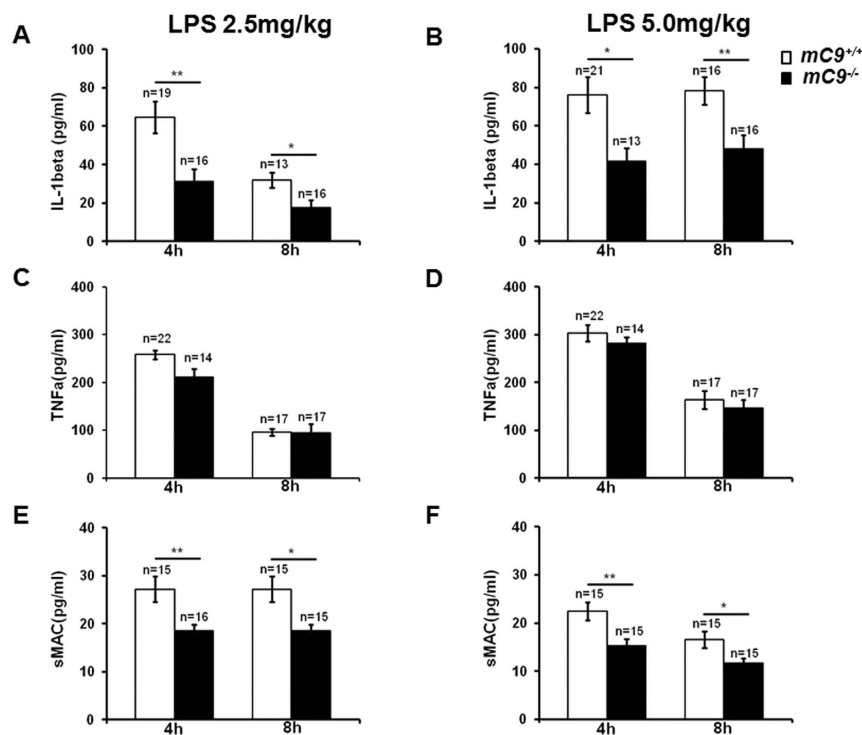 LPS 2.5mg/kg
LPS 5.0mg/kg
mC9+/+
mC9-/-
A
IL-1beta (pg/ml)
100
80
60
40
20
0
n=19
**
n=16
n=13
*
n=16
4h
8h
B
IL-1beta (pg/ml)
100
80
60
40
20
0
n=21
*
n=13
n=16
**
n=16
4h
8h
C
TNFa(pg/ml)
400
300
200
100
0
n=22
n=14
n=17
n=17
4h
8h
D
TNFa(pg/ml)
400
300
200
100
0
n=22
n=14
n=17
n=17
4h
8h
E
sMAC(pg/ml)
40
30
20
10
0
n=15
**
n=16
n=15
*
n=15
4h
8h
F
sMAC(pg/ml)
40
30
20
10
0
n=15
**
n=15
n=15
*
n=15
4h
8h